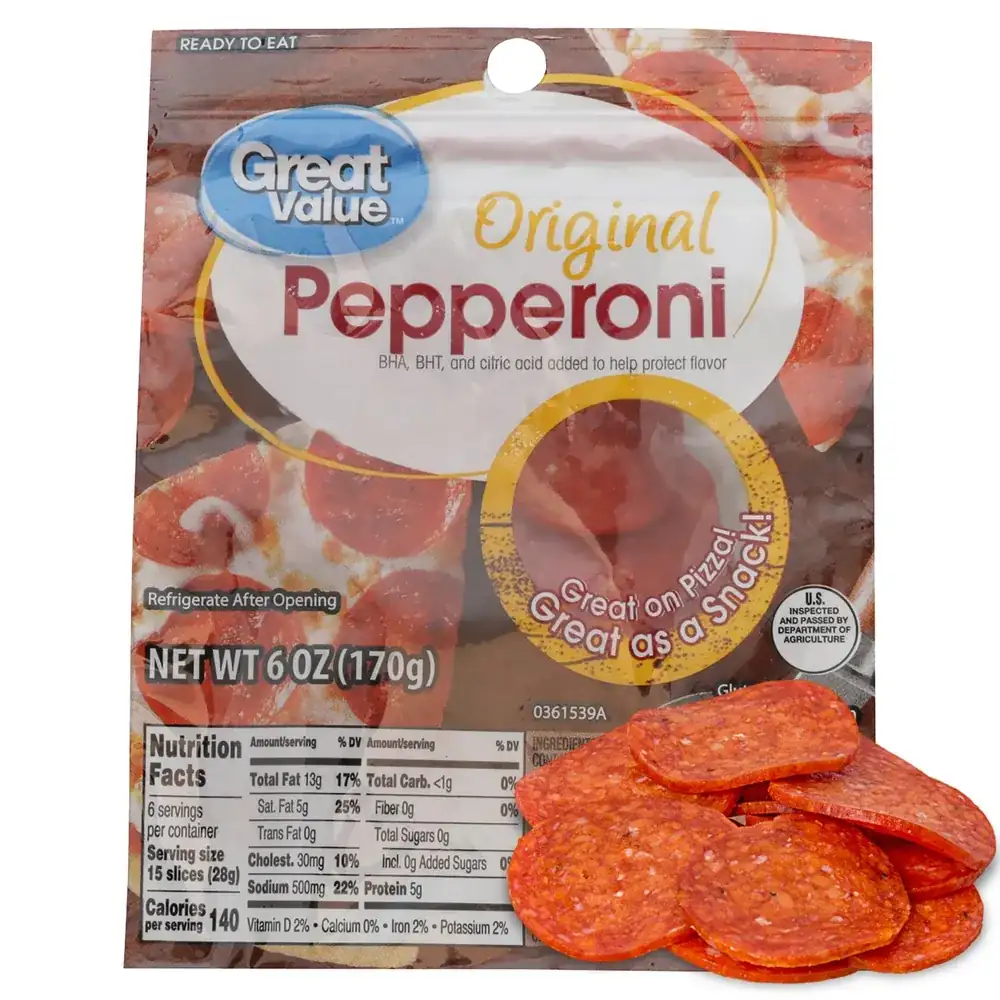 READY TO EAT
Great
Value™
Original
Pepperoni
BHA, BHT, and citric acid added to help protect flavor
Great on Pizza!
Great as a Snack!
Refrigerate After Opening
U.S.
INSPECTED
AND PASSED BY
DEPARTMENT OF
AGRICULTURE
NET WT 6 OZ (170g)
0361539A
Nutrition
Facts
6 servings
per container
Serving size
15 slices (28g)
Calories
per serving 140
Amount/serving % DV Amount/serving % DV
Total Fat 13g 17% Total Carb. <1g 0%
Sat. Fat 5g 25% Fiber 0g 0%
Trans Fat 0g Total Sugars 0g
Cholest. 30mg 10% Incl. 0g Added Sugars
Sodium 500mg 22% Protein 5g
Vitamin D 2% • Calcium 0% • Iron 2% • Potassium 2%